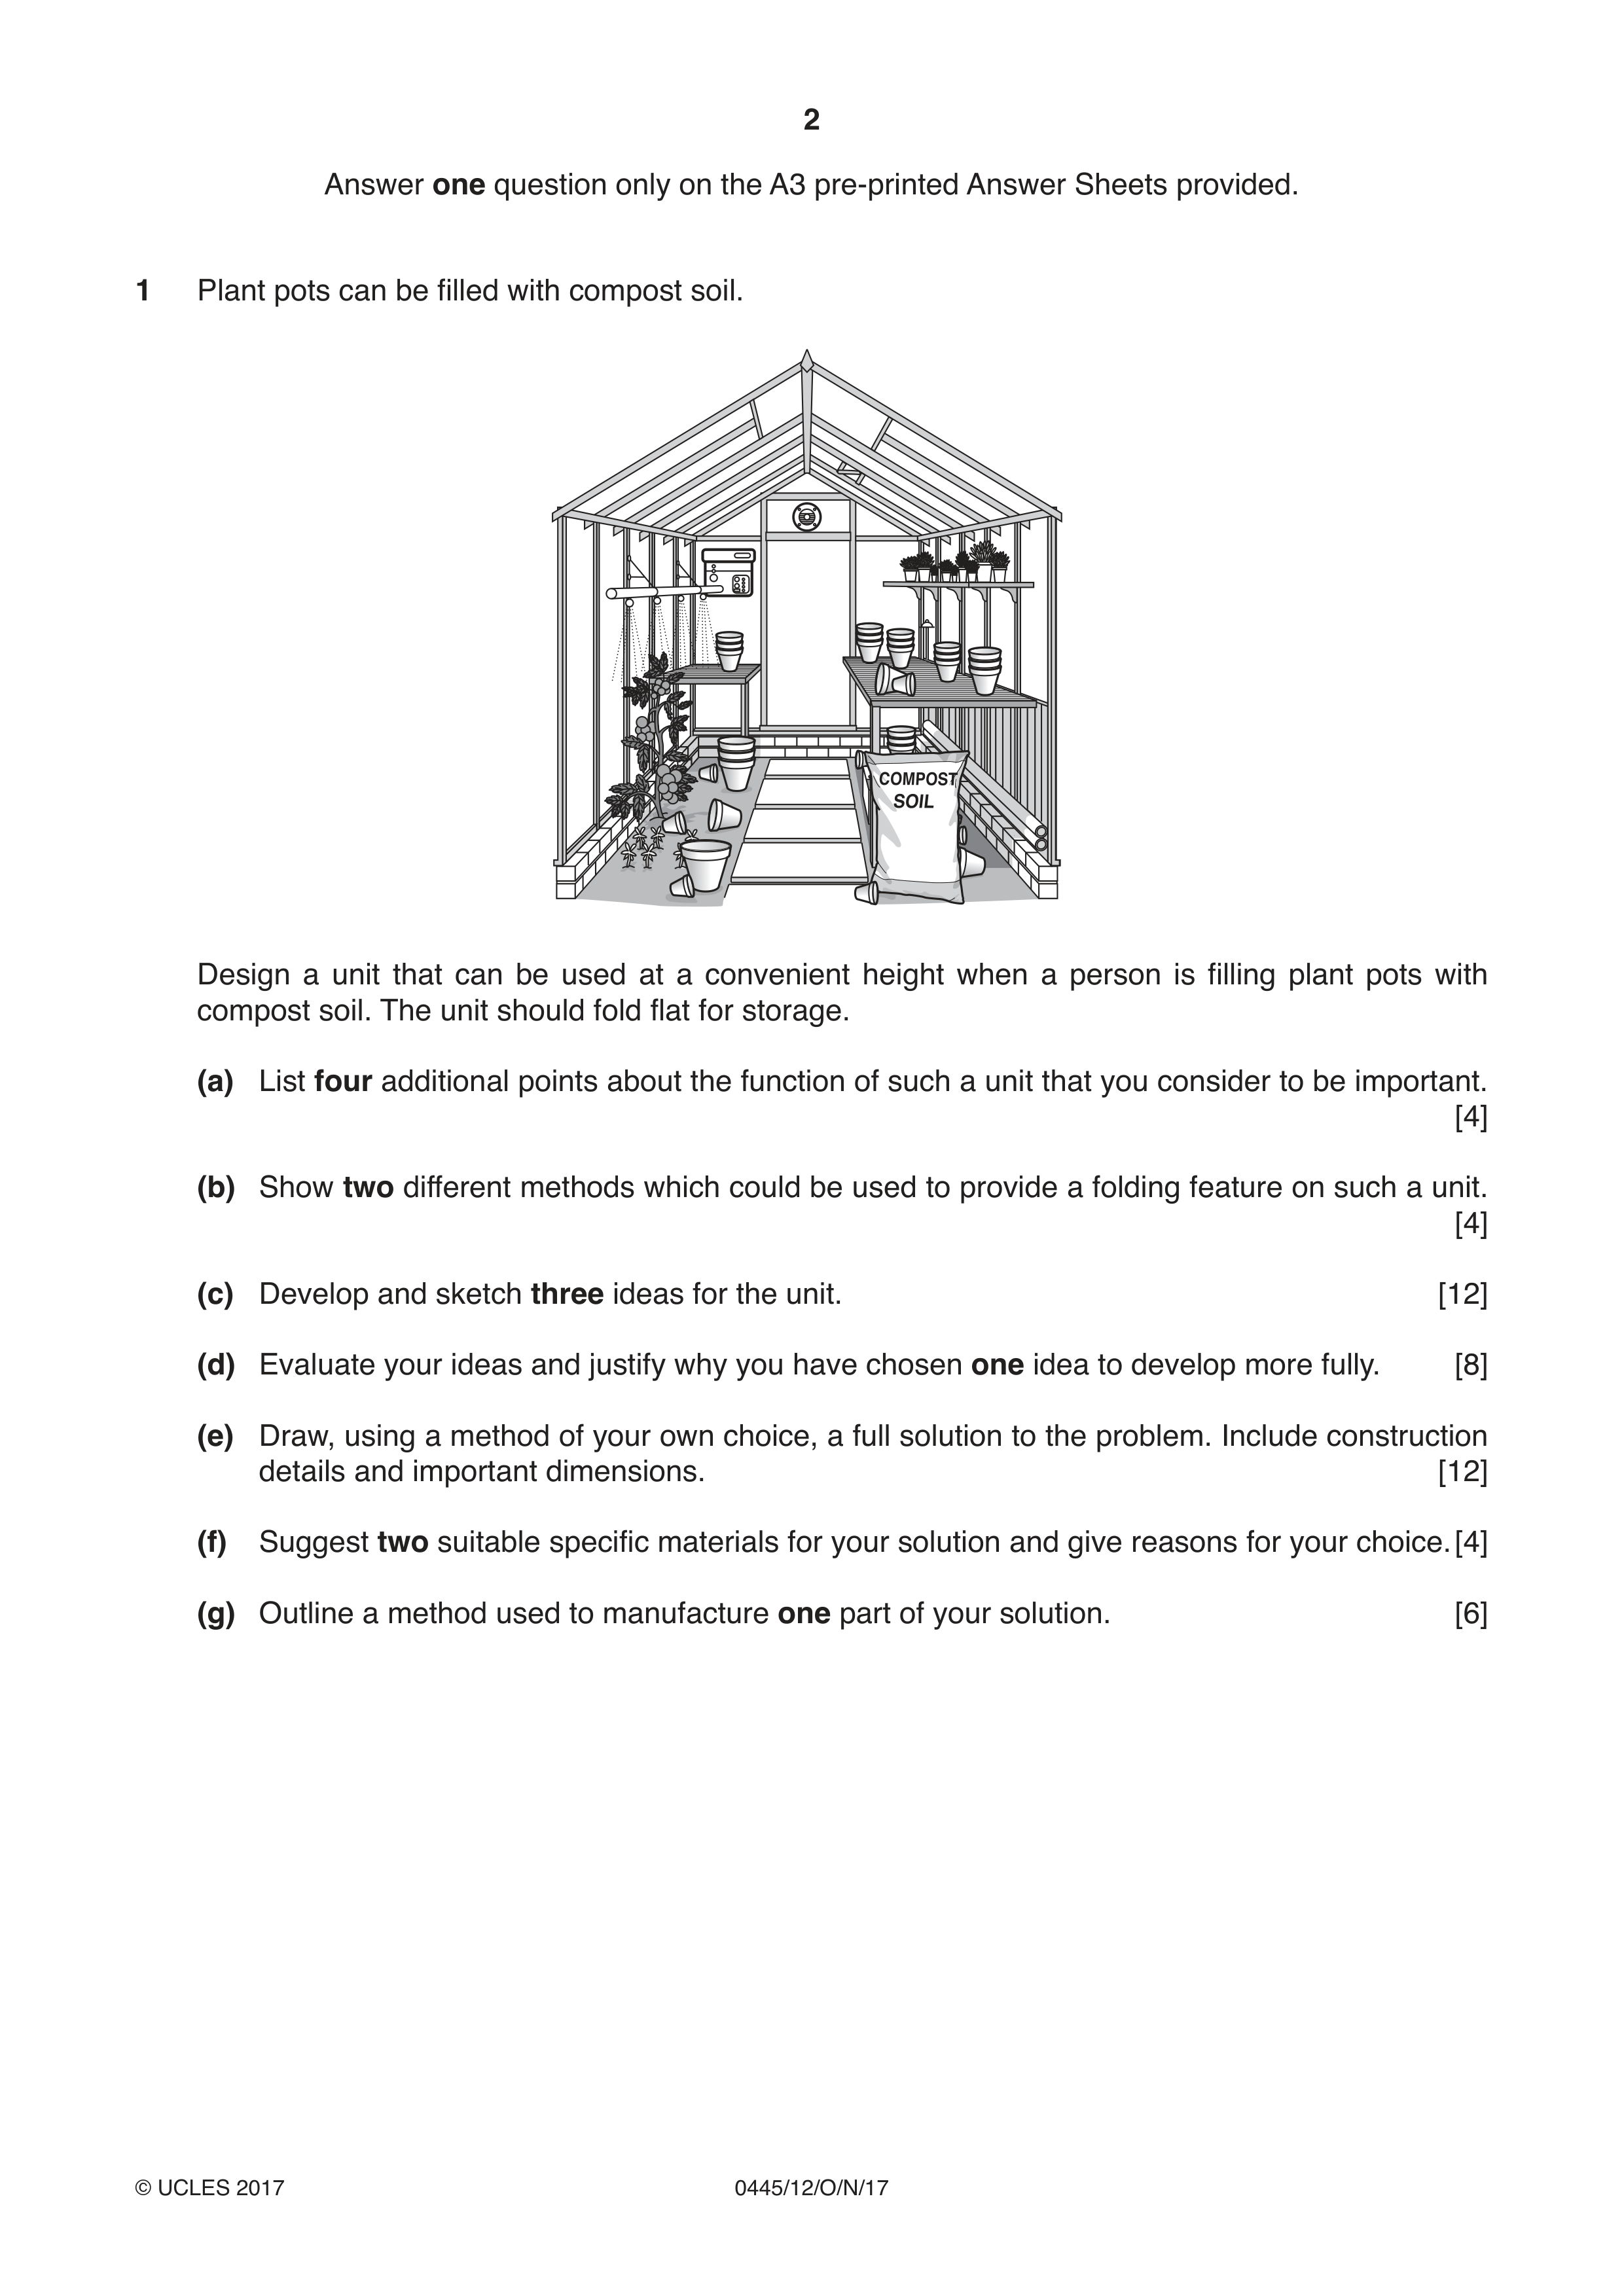 2
Answer one question only on the A3 pre-printed Answer Sheets provided.
1 Plant pots can be filled with compost soil.
COMPOST
SOIL
Design a unit that can be used at a convenient height when a person is filling plant pots with
compost soil. The unit should fold flat for storage.
(a) List four additional points about the function of such a unit that you consider to be important.
[4]
(b) Show two different methods which could be used to provide a folding feature on such a unit.
[4]
(c) Develop and sketch three ideas for the unit. [12]
(d) Evaluate your ideas and justify why you have chosen one idea to develop more fully. [8]
(e) Draw, using a method of your own choice, a full solution to the problem. Include construction
details and important dimensions. [12]
(f) Suggest two suitable specific materials for your solution and give reasons for your choice. [4]
(g) Outline a method used to manufacture one part of your solution. [6]
© UCLES 2017 0445/12/O/N/17